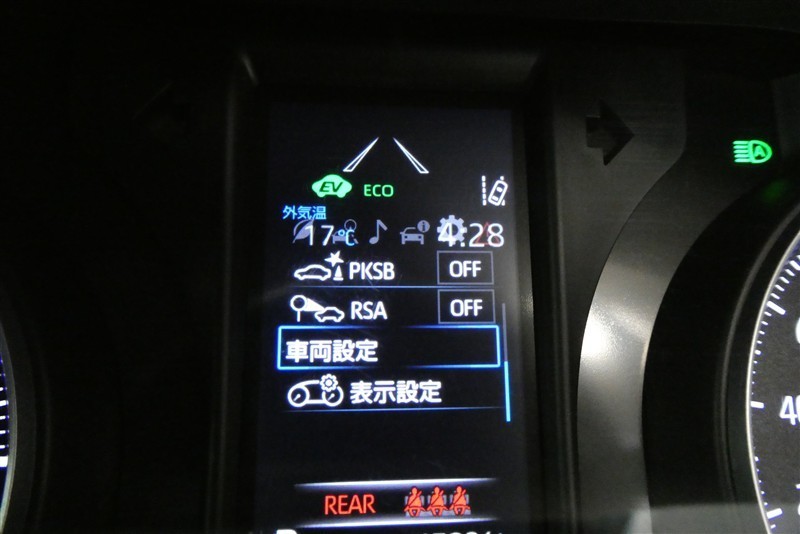 EV ECO
外気温
17℃ 4:28
PKSB OFF
RSA OFF
車両設定
表示設定
REAR